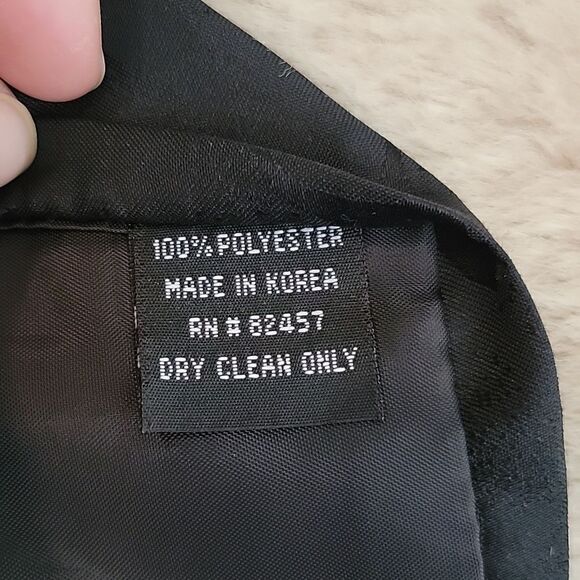 100% POLYESTER
MADE IN KOREA
RN # 82457
DRY CLEAN ONLY